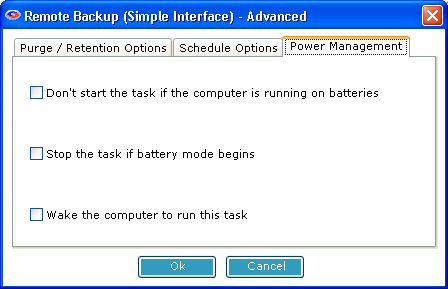 Remote Backup (Simple Interface) - Advanced
Purge / Retention Options Schedule Options Power Management
Don't start the task if the computer is running on batteries
Stop the task if battery mode begins
Wake the computer to run this task
Ok Cancel